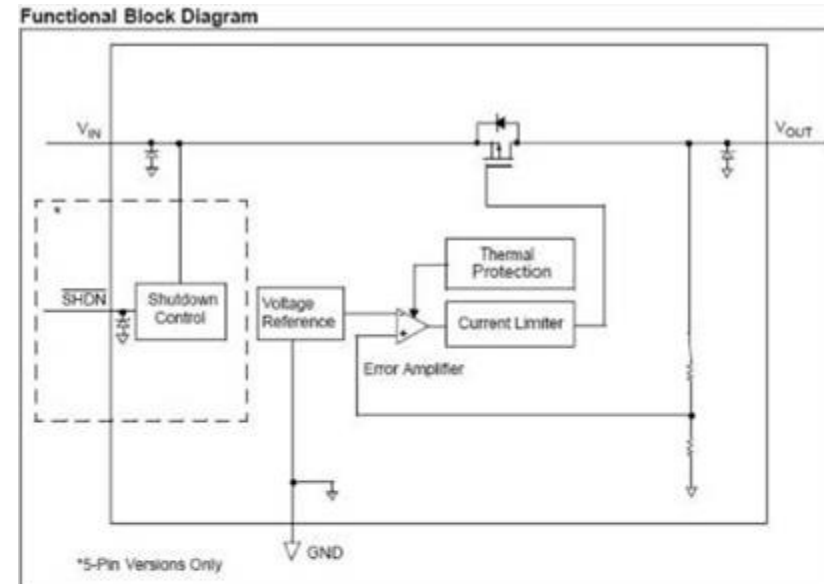 Functional Block Diagram
VIN
VOUT
*
SHDN
Shutdown
Control
Voltage
Reference
Thermal
Protection
Current Limiter
-
+
Error Amplifier
GND
*5-Pin Versions Only